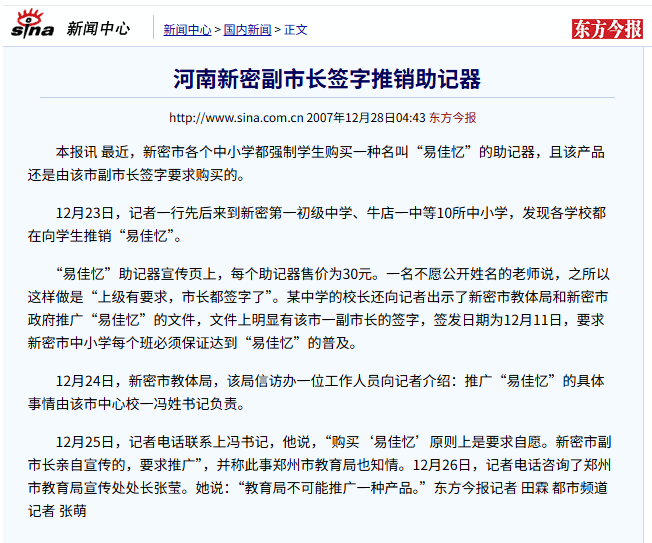 sina 新闻中心 新闻中心 > 国内新闻 > 正文 东方今报
河南新密副市长签字推销助记器
http://www.sina.com.cn 2007年12月28日04:43 东方今报
本报讯 最近，新密市各个中小学都强制学生购买一种名叫“易佳忆”的助记器，且该产品
还是由该市副市长签字要求购买的。
12月23日，记者一行先后来到新密第一初级中学、牛店一中等10所中小学，发现各学校都
在向学生推销“易佳忆”。
“易佳忆”助记器宣传页上，每个助记器售价为30元。一名不愿公开姓名的老师说，之所以
这样做是“上级有要求，市长都签字了”。某中学的校长还向记者出示了新密市教体局和新密市
政府推广“易佳忆”的文件，文件上明显有该市一副市长的签字，签发日期为12月11日，要求
新密市中小学每个班必须保证达到“易佳忆”的普及。
12月24日，新密市教体局，该局信访办一位工作人员向记者介绍：推广“易佳忆”的具体
事情由该市中心校一冯姓书记负责。
12月25日，记者电话联系上冯书记，他说，“购买‘易佳忆’原则上是要求自愿。新密市副
市长亲自宣传的，要求推广”，并称此事郑州市教育局也知情。12月26日，记者电话咨询了郑州
市教育局宣传处处长张莹。她说：“教育局不可能推广一种产品。”东方今报记者 田霖 都市频道
记者 张萌